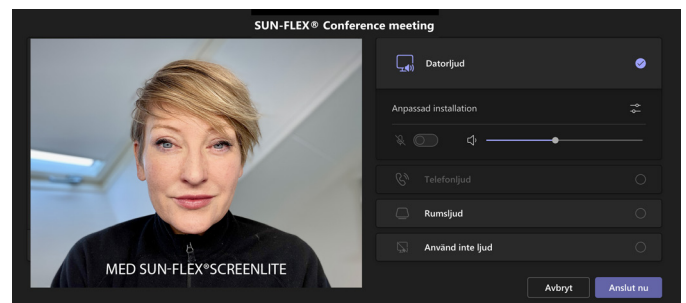 SUN-FLEX® Conference meeting
Datorljud
Anpassad installation
Telefonljud
Rumsljud
Använd inte ljud
MED SUN-FLEX®SCREENLITE
Avbryt
Anslut nu